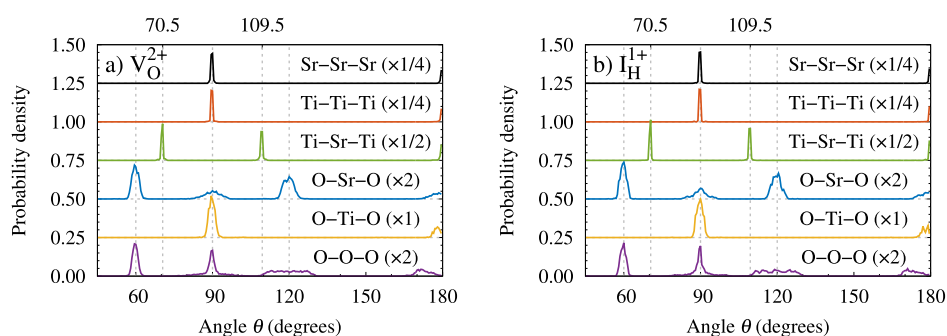 70.5 109.5
1.50
a) V_O^{2+} Sr−Sr−Sr (×1/4)
1.25
Ti−Ti−Ti (×1/4)
1.00
Ti−Sr−Ti (×1/2)
0.75
O−Sr−O (×2)
0.50
O−Ti−O (×1)
0.25
O−O−O (×2)
0.00
60 90 120 150 180
Angle θ (degrees)
Probability density
70.5 109.5
1.50
b) I_H^{1+} Sr−Sr−Sr (×1/4)
1.25
Ti−Ti−Ti (×1/4)
1.00
Ti−Sr−Ti (×1/2)
0.75
O−Sr−O (×2)
0.50
O−Ti−O (×1)
0.25
O−O−O (×2)
0.00
60 90 120 150 180
Angle θ (degrees)
Probability density